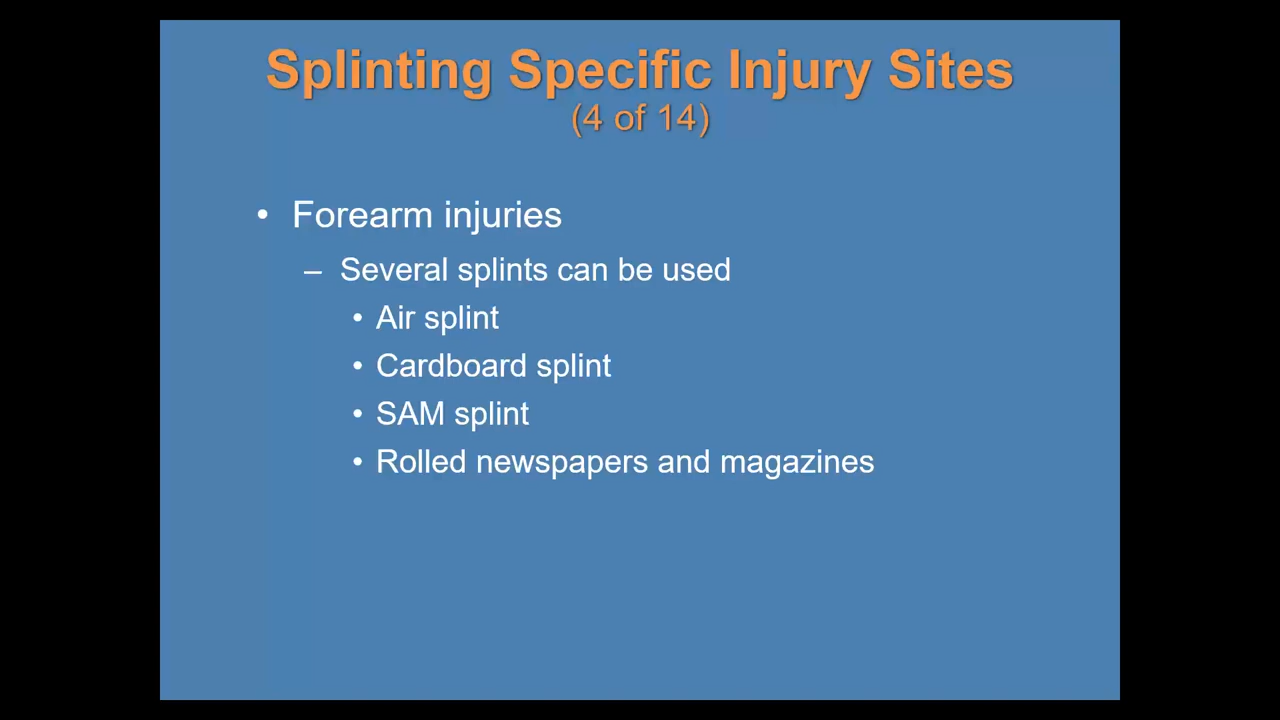 Splinting Specific Injury Sites
(4 of 14)
• Forearm injuries
– Several splints can be used
• Air splint
• Cardboard splint
• SAM splint
• Rolled newspapers and magazines